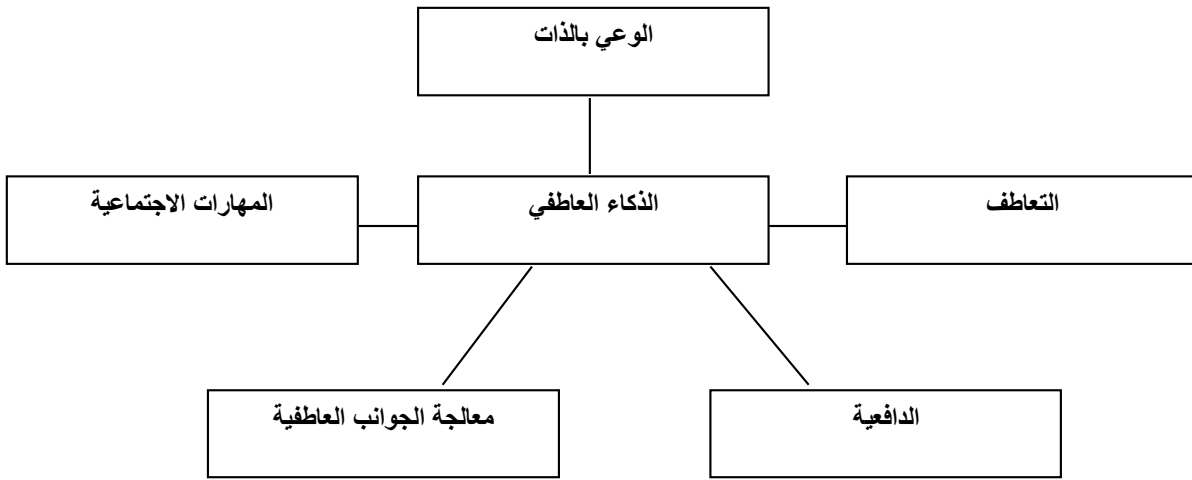 الوعي بالذات
التعاطف
الذكاء العاطفي
المهارات الاجتماعية
الدافعية
معالجة الجوانب العاطفية